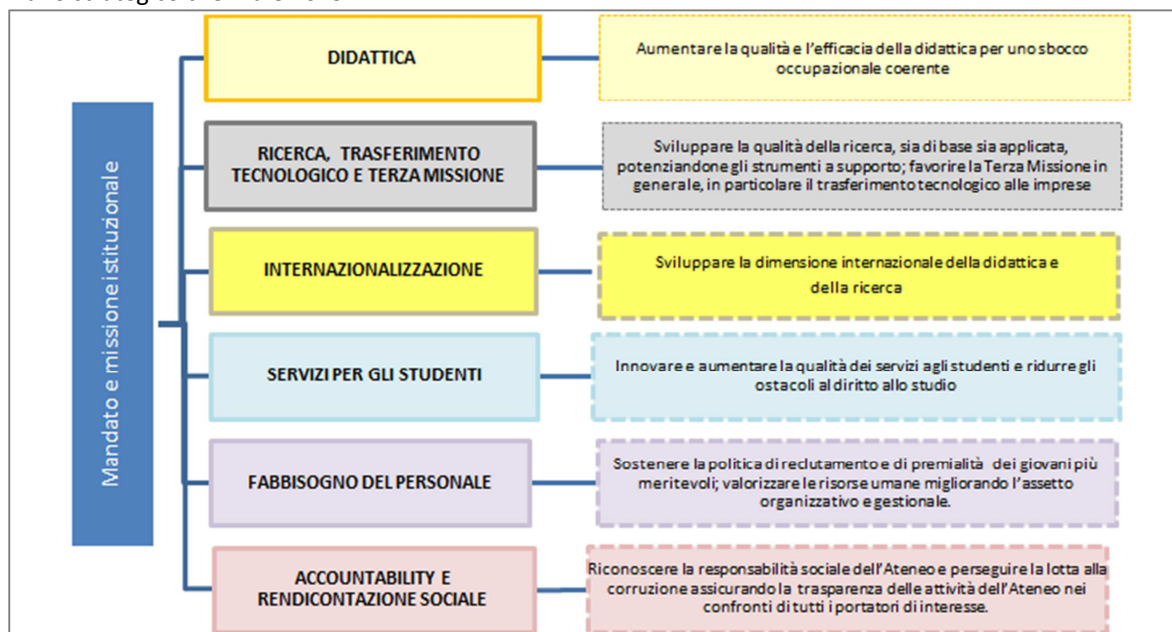 Mandato e missione istituzionale
DIDATTICA
Aumentare la qualità e l'efficacia della didattica per uno sbocco
occupazionale coerente
RICERCA, TRASFERIMENTO
TECNOLOGICO E TERZA MISSIONE
Sviluppare la qualità della ricerca, sia di base sia applicata,
potenziandone gli strumenti a supporto; favorire la Terza Missione in
generale, in particolare il trasferimento tecnologico alle imprese
INTERNAZIONALIZZAZIONE
Sviluppare la dimensione internazionale della didattica e
della ricerca
SERVIZI PER GLI STUDENTI
Innovare e aumentare la qualità dei servizi agli studenti e ridurre gli
ostacoli al diritto allo studio
FABBISOGNO DEL PERSONALE
Sostenere la politica di reclutamento e di premialità dei giovani più
meritevoli; valorizzare le risorse umane migliorando l'assetto
organizzativo e gestionale.
ACCOUNTABILITY E
RENDICONTAZIONE SOCIALE
Riconoscere la responsabilità sociale dell'Ateneo e perseguire la lotta alla
corruzione assicurando la trasparenza delle attività dell'Ateneo nei
confronti di tutti i portatori di interesse.